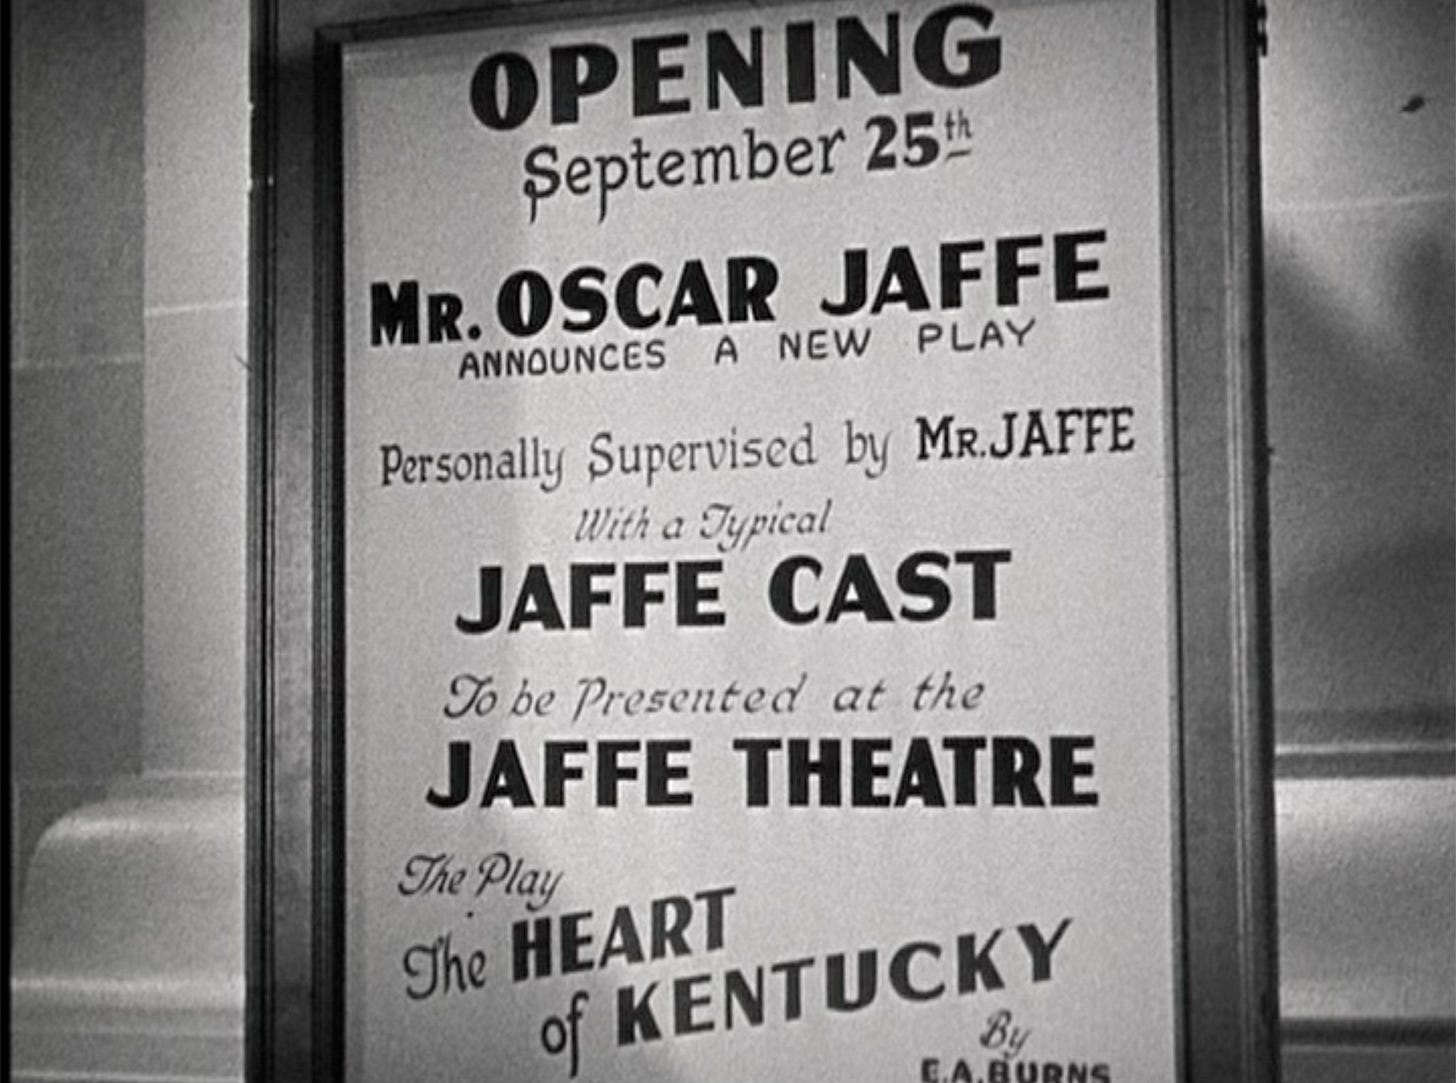 OPENING
September 25th
MR. OSCAR JAFFE
ANNOUNCES A NEW PLAY
Personally Supervised by MR. JAFFE
With a Typical
JAFFE CAST
To be Presented at the
JAFFE THEATRE
The Play
The HEART
of KENTUCKY
By
E.A. BURNS